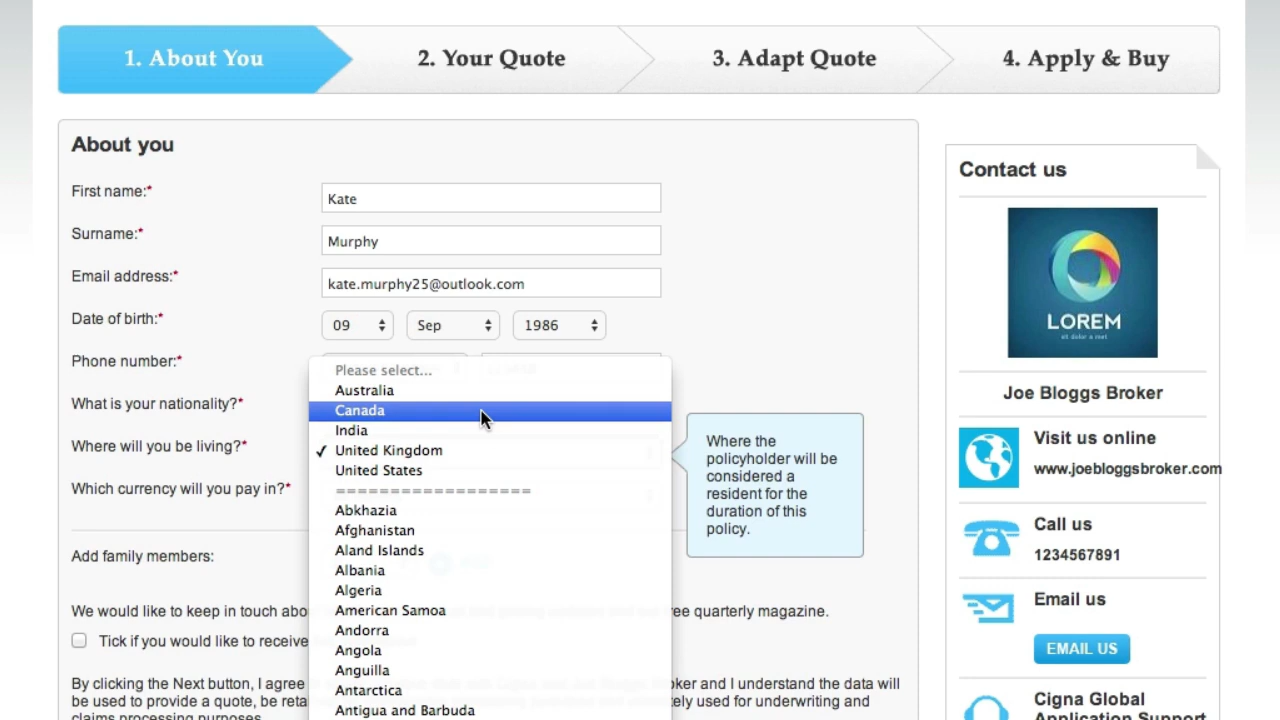 1. About You
2. Your Quote
3. Adapt Quote
4. Apply & Buy
About you
First name:*
Kate
Surname:*
Murphy
Email address:*
kate.murphy25@outlook.com
Date of birth:*
09
Sep
1986
Phone number:*
What is your nationality?*
Where will you be living?*
Which currency will you pay in?*
Please select...
Australia
Canada
India
✓ United Kingdom
United States
==================
Abkhazia
Afghanistan
Aland Islands
Albania
Algeria
American Samoa
Andorra
Angola
Anguilla
Antarctica
Antigua and Barbuda
Where the
policyholder will be
considered a
resident for the
duration of this
policy.
Add family members:
We would like to keep in touch
quarterly magazine.
Tick if you would like to receive
By clicking the Next button, I agree
and I understand the data will
be used to provide a quote, be
used for underwriting and
claims processing purposes.
Contact us
LOREM
sit dolor a met
Joe Bloggs Broker
Visit us online
www.joebloggsbroker.com
Call us
1234567891
Email us
EMAIL US
Cigna Global
Application Support